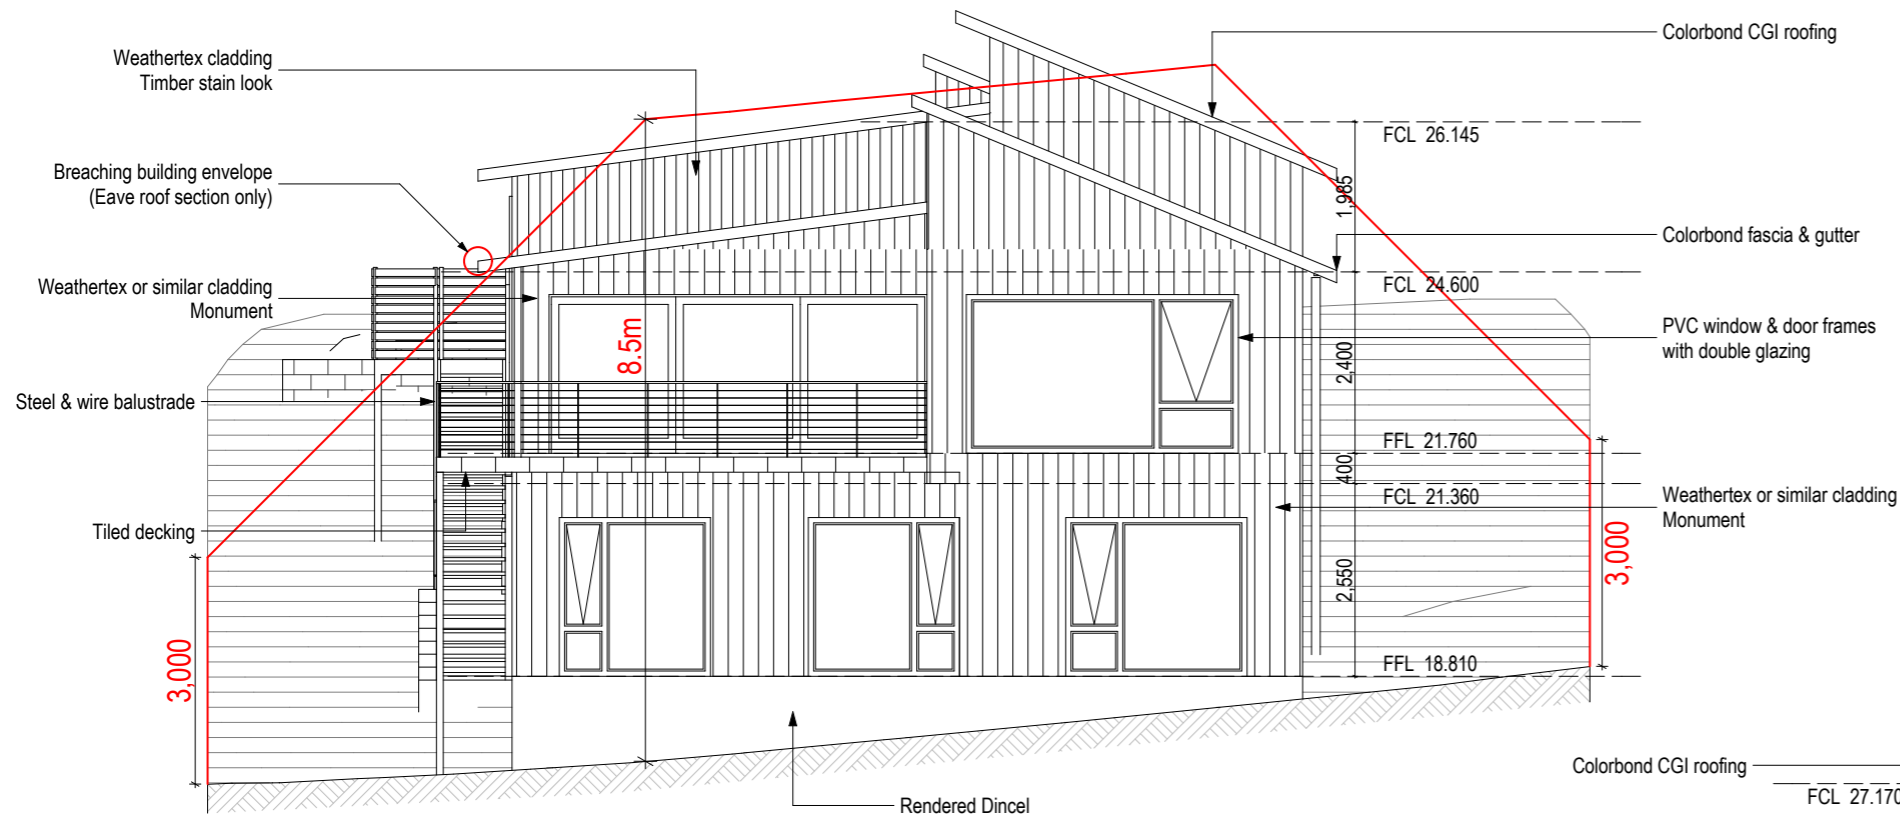 Weathertex cladding
Timber stain look
Breaching building envelope
(Eave roof section only)
Weathertex or similar cladding
Monument
Steel & wire balustrade
Tiled decking
3,000
8.5m
Rendered Dincel
Colorbond CGI roofing
FCL 26.145
1,985
Colorbond fascia & gutter
FCL 24.600
PVC window & door frames
with double glazing
2,400
FFL 21.760
400
FCL 21.360
Weathertex or similar cladding
Monument
3,000
2,550
FFL 18.810
Colorbond CGI roofing
FCL 27.170